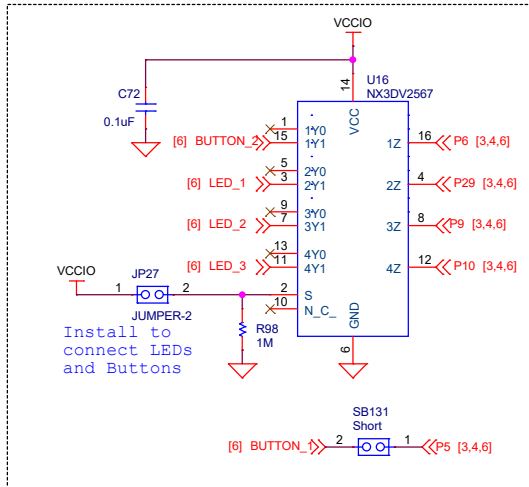 VCCIO
C72
0.1uF
14
U16
NX3DV2567
VCC
1
1Y0
[6] BUTTON_2
15
1Y1
1Z
16
P6 [3,4,6]
5
2Y0
[6] LED_1
3
2Y1
2Z
4
P29 [3,4,6]
9
3Y0
[6] LED_2
7
3Y1
3Z
8
P9 [3,4,6]
13
4Y0
[6] LED_3
11
4Y1
4Z
12
P10 [3,4,6]
VCCIO
1
JP27
2
JUMPER-2
2
S
10
N_C_
GND
6
R98
1M
Install to
connect LEDs
and Buttons
SB131
Short
[6] BUTTON_1
2
1
P5 [3,4,6]